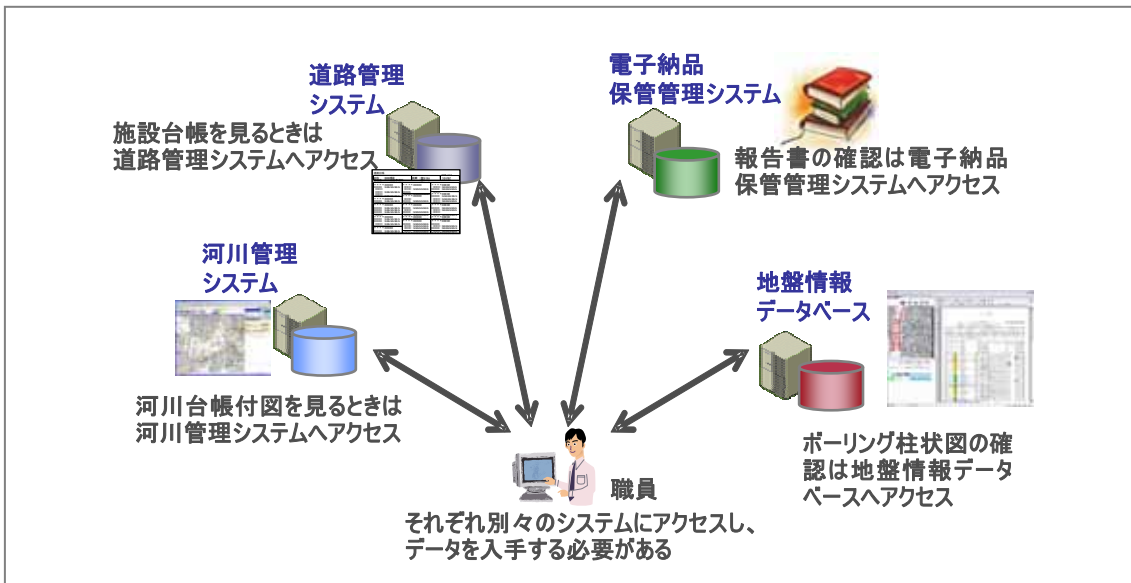 道路管理
システム
施設台帳を見るときは
道路管理システムへアクセス
電子納品
保管管理システム
報告書の確認は電子納品
保管管理システムへアクセス
河川管理
システム
河川台帳付図を見るときは
河川管理システムへアクセス
地盤情報
データベース
ボーリング柱状図の確
認は地盤情報データ
ベースへアクセス
職員
それぞれ別々のシステムにアクセスし、
データを入手する必要がある